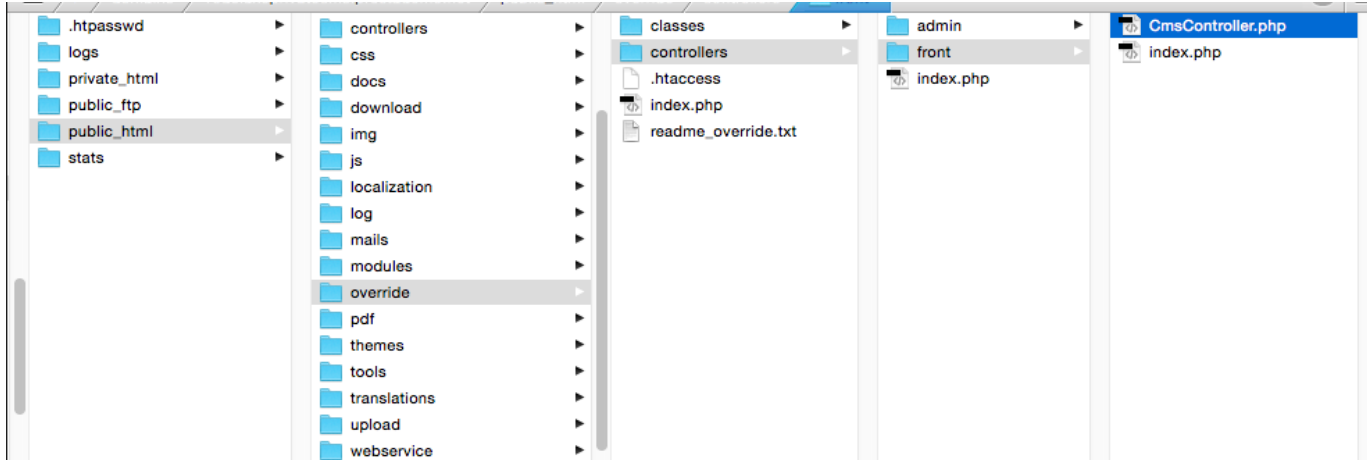 .htpasswd
logs
private_html
public_ftp
public_html
stats
controllers
css
docs
download
img
js
localization
log
mails
modules
override
pdf
themes
tools
translations
upload
webservice
classes
controllers
.htaccess
index.php
readme_override.txt
admin
front
index.php
CmsController.php
index.php